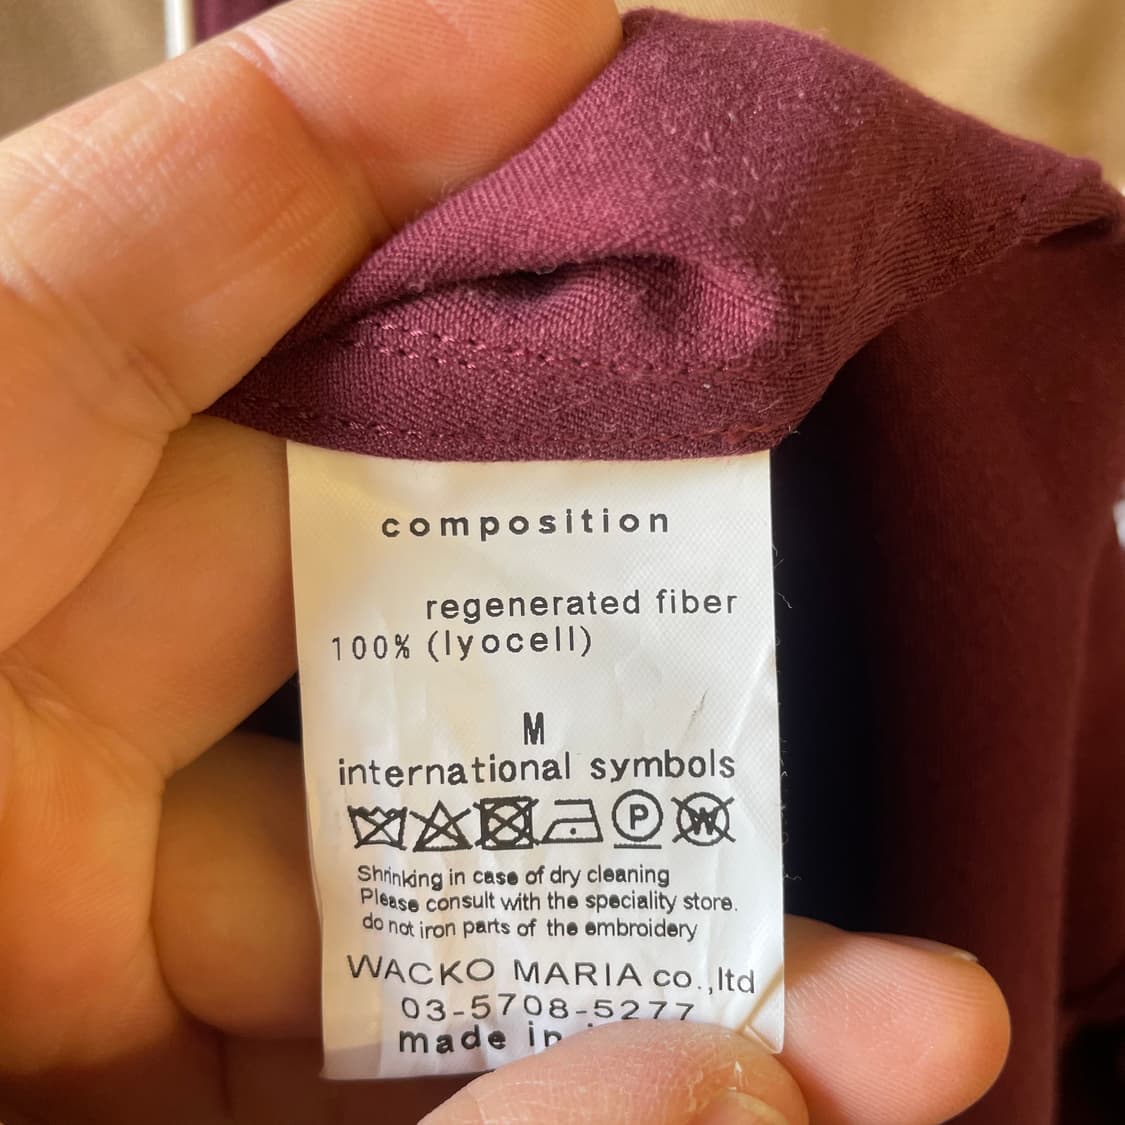 composition
regenerated fiber
100% (lyocell)
M
international symbols
P W
Shrinking in case of dry cleaning
Please consult with the speciality store.
do not iron parts of the embroidery
WACKO MARIA co.,ltd
03-5708-5277
made in